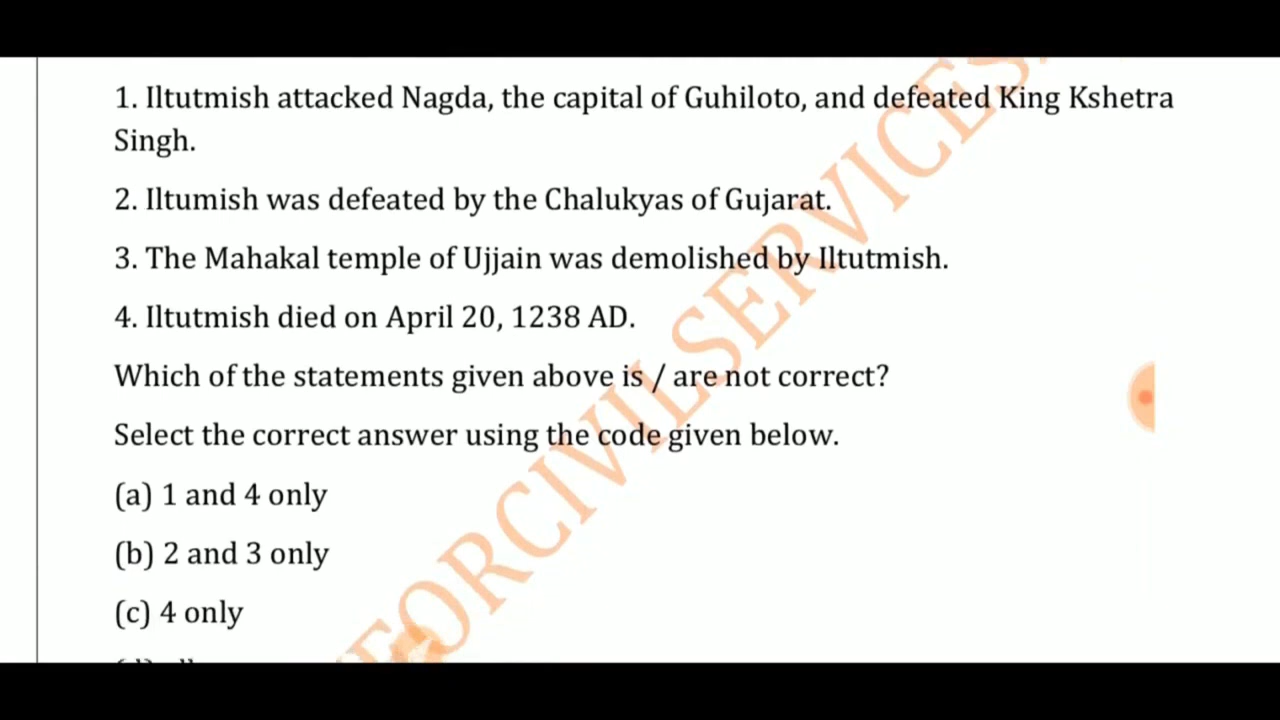 1. Iltutmish attacked Nagda, the capital of Guhiloto, and defeated King Kshetra
Singh.
2. Iltumish was defeated by the Chalukyas of Gujarat.
3. The Mahakal temple of Ujjain was demolished by Iltutmish.
4. Iltutmish died on April 20, 1238 AD.
Which of the statements given above is / are not correct?
Select the correct answer using the code given below.
(a) 1 and 4 only
(b) 2 and 3 only
(c) 4 only
FORCIVILSERVICES